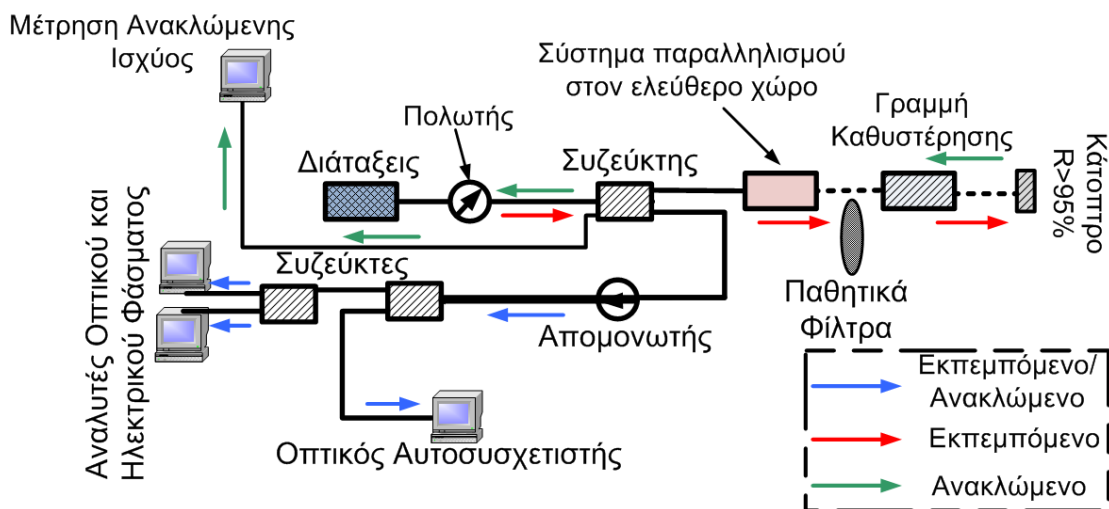 Μέτρηση Ανακλώμενης
Ισχύος
Σύστημα παραλληλισμού
στον ελεύθερο χώρο
Γραμμή
Καθυστέρησης
Πολωτής
Διάταξεις
Συζεύκτης
Κάτοπτρο
R>95%
Αναλυτές Οπτικού και
Ηλεκτρικού Φάσματος
Συζεύκτες
Απομονωτής
Παθητικά
Φίλτρα
Οπτικός Αυτοσυσχετιστής
Εκπεμπόμενο/
Ανακλώμενο
Εκπεμπόμενο
Ανακλώμενο